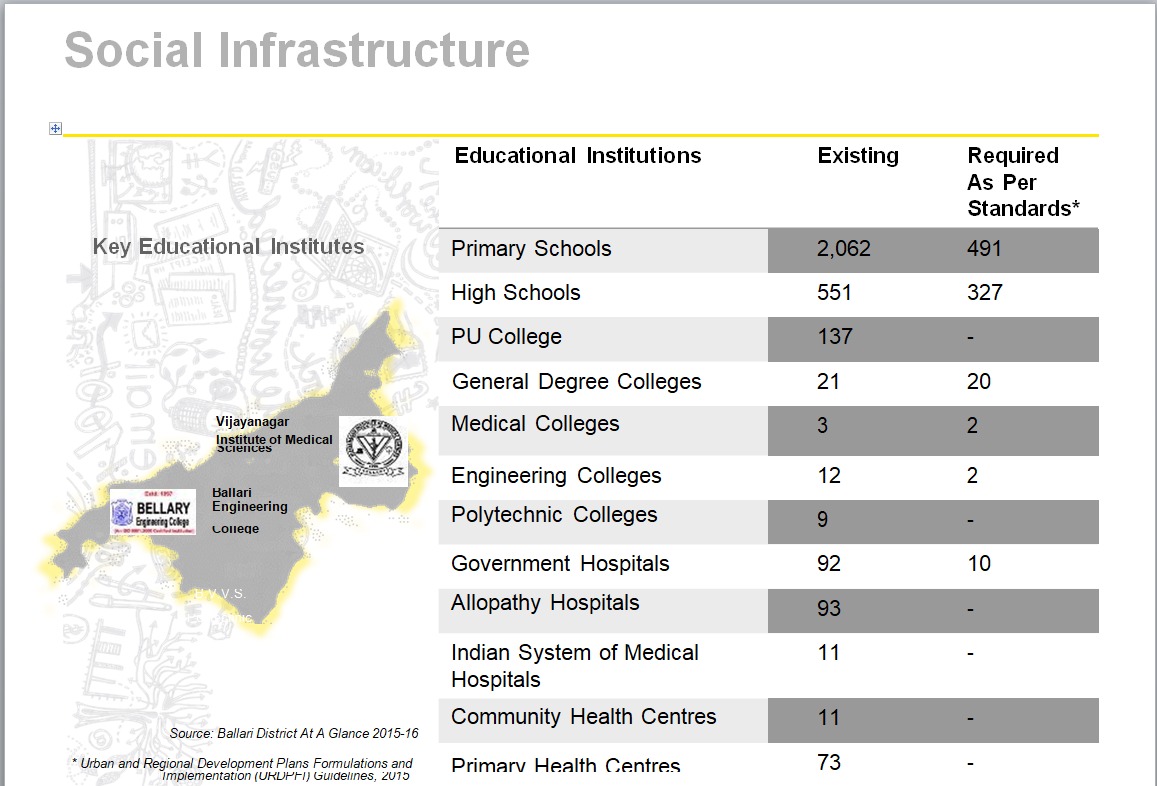 Social Infrastructure
Educational Institutions Existing Required
As Per
Standards*
Key Educational Institutes
Primary Schools 2,062 491
High Schools 551 327
PU College 137 -
General Degree Colleges 21 20
Medical Colleges 3 2
Engineering Colleges 12 2
Polytechnic Colleges 9 -
Government Hospitals 92 10
Allopathy Hospitals 93 -
Indian System of Medical
Hospitals 11 -
Community Health Centres 11 -
Primary Health Centres 73 -
Vijayanagar
Institute of Medical
Sciences
Estd. 1997
BELLARY
Engineering College
Ballari
Engineering
College
V.S.
Source: Ballari District At A Glance 2015-16
* Urban and Regional Development Plans Formulations and
Implementation (URDPFI) Guidelines, 2015